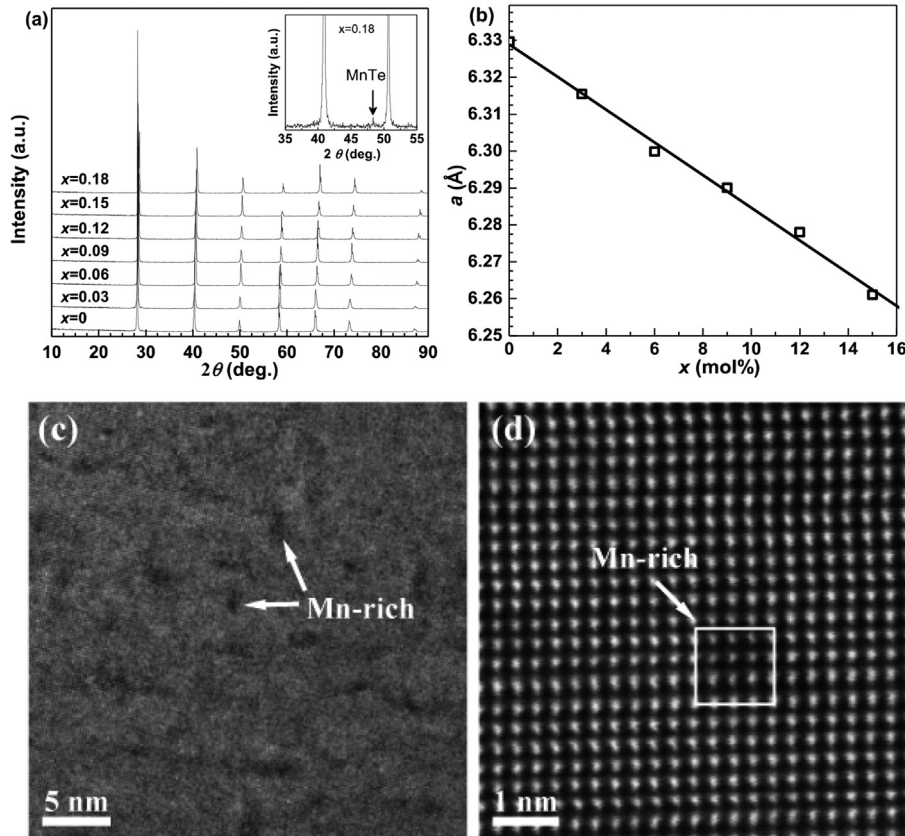 (a)
Intensity (a.u.)
x=0.18
x=0.15
x=0.12
x=0.09
x=0.06
x=0.03
x=0
10 20 30 40 50 60 70 80 90
2θ (deg.)
Intensity (a.u.)
x=0.18
MnTe
35 40 45 50 55
2 θ (deg.)
(b)
a (Å)
6.33
6.32
6.31
6.30
6.29
6.28
6.27
6.26
6.25
0 2 4 6 8 10 12 14 16
x (mol%)
(c)
Mn-rich
5 nm
(d)
Mn-rich
1 nm